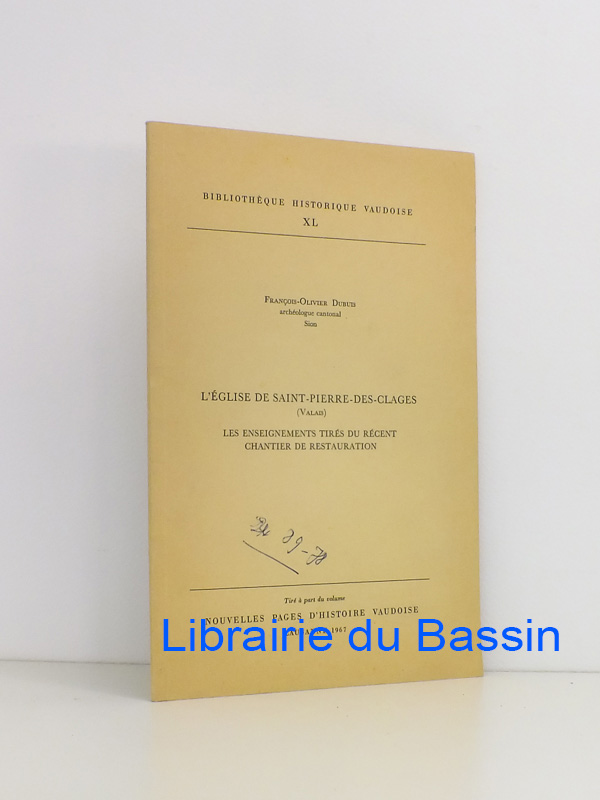 BIBLIOTHÈQUE HISTORIQUE VAUDOISE
XL
François-Olivier Dubuis
archéologue cantonal
Sion
L'ÉGLISE DE SAINT-PIERRE-DES-CLAGES
(Valais)
LES ENSEIGNEMENTS TIRÉS DU RÉCENT
CHANTIER DE RESTAURATION
Tiré à part du volume
NOUVELLES PAGES D'HISTOIRE VAUDOISE
1967
Librairie du Bassin